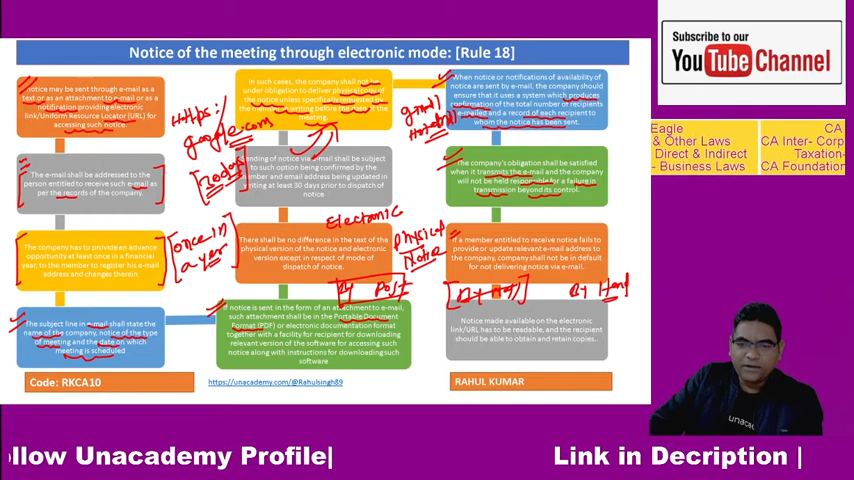 Notice of the meeting through electronic mode: [Rule 18]
Notice may be sent through e-mail as a
text or as an attachment to e-mail or as a
notification providing electronic
link/Uniform Resource Locator (URL) for
accessing such notice.
The e-mail shall be addressed to the
person entitled to receive such e-mail as
per the records of the company.
The company has to provide an advance
opportunity at least once in a financial
year, to the member to register his e-mail
address and changes therein
The subject line in e-mail shall state the
name of the company, notice of the type
of meeting and the date on which
meeting is scheduled
In such cases, the company shall not be
under obligation to deliver physical copy of
the notice unless specifically requested by
the member in writing before the date of the
meeting.
ending of notice via e-mail shall be subject
to such option being confirmed by the
member and email address being updated in
writing at least 30 days prior to dispatch of
notice
There shall be no difference in the text of the
physical version of the notice and electronic
version except in respect of mode of
dispatch of notice.
If notice is sent in the form of an attachment to e-mail,
such attachment shall be in the Portable Document
Format (PDF) or electronic documentation format
together with a facility for recipient for downloading
relevant version of the software for accessing such
notice along with instructions for downloading such
software
When notice or notifications of availability of
notice are sent by e-mail, the company should
ensure that it uses a system which produces
confirmation of the total number of recipients
e-mailed and a record of each recipient to
whom the notice has been sent.
The company's obligation shall be satisfied
when it transmits the e-mail and the company
will not be held responsible for a failure in
transmission beyond its control.
If a member entitled to receive notice fails to
provide or update relevant e-mail address to the
company, company shall not be in default
for not delivering notice via e-mail.
Notice made available on the electronic
link/URL has to be readable, and the recipient
should be able to obtain and retain copies..
https:
google.com
once in
a year
Electronic
Physical
Note
By Post
By Hand
Code: RKCA10
https://unacademy.com/@Rahulsingh89
RAHUL KUMAR
Subscribe to our
YouTube CHANNEL
Eagle
& Other Laws
Direct & Indirect
- Business Laws
CA
CA Inter- Corp
Taxation-
CA Foundation
unaca
ollow Unacademy Profile|
Link in Decription |